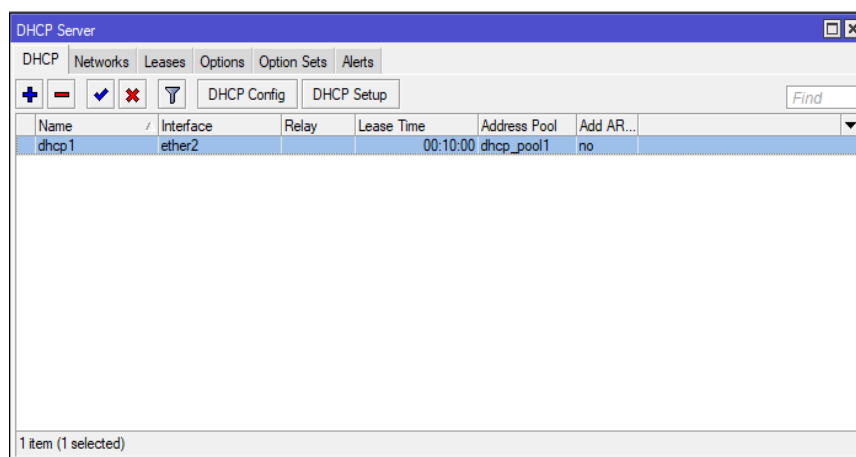 DHCP Server
DHCP Networks Leases Options Option Sets Alerts
DHCP Config DHCP Setup Find
Name Interface Relay Lease Time Address Pool Add AR...
dhcp1 ether2 00:10:00 dhcp_pool1 no
1 item (1 selected)